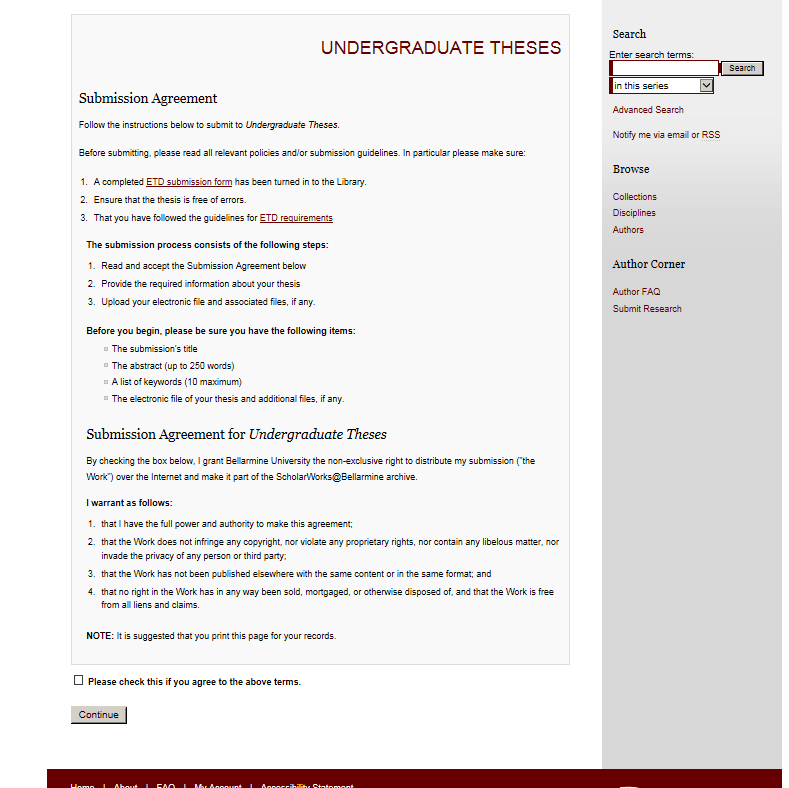 UNDERGRADUATE THESES
Submission Agreement
Follow the instructions below to submit to Undergraduate Theses.
Before submitting, please read all relevant policies and/or submission guidelines. In particular please make sure:
1. A completed ETD submission form has been turned in to the Library.
2. Ensure that the thesis is free of errors.
3. That you have followed the guidelines for ETD requirements
The submission process consists of the following steps:
1. Read and accept the Submission Agreement below
2. Provide the required information about your thesis
3. Upload your electronic file and associated files, if any.
Before you begin, please be sure you have the following items:
The submission's title
The abstract (up to 250 words)
A list of keywords (10 maximum)
The electronic file of your thesis and additional files, if any.
Submission Agreement for Undergraduate Theses
By checking the box below, I grant Bellarmine University the non-exclusive right to distribute my submission ("the
Work") over the Internet and make it part of the ScholarWorks@Bellarmine archive.
I warrant as follows:
1. that I have the full power and authority to make this agreement;
2. that the Work does not infringe any copyright, nor violate any proprietary rights, nor contain any libelous matter, nor
invade the privacy of any person or third party;
3. that the Work has not been published elsewhere with the same content or in the same format; and
4. that no right in the Work has in any way been sold, mortgaged, or otherwise disposed of, and that the Work is free
from all liens and claims.
NOTE: It is suggested that you print this page for your records.
Please check this if you agree to the above terms.
Continue
Search
Enter search terms:
Search
in this series
Advanced Search
Notify me via email or RSS
Browse
Collections
Disciplines
Authors
Author Corner
Author FAQ
Submit Research
Home | About | FAQ | My Account | Accessibility Statement